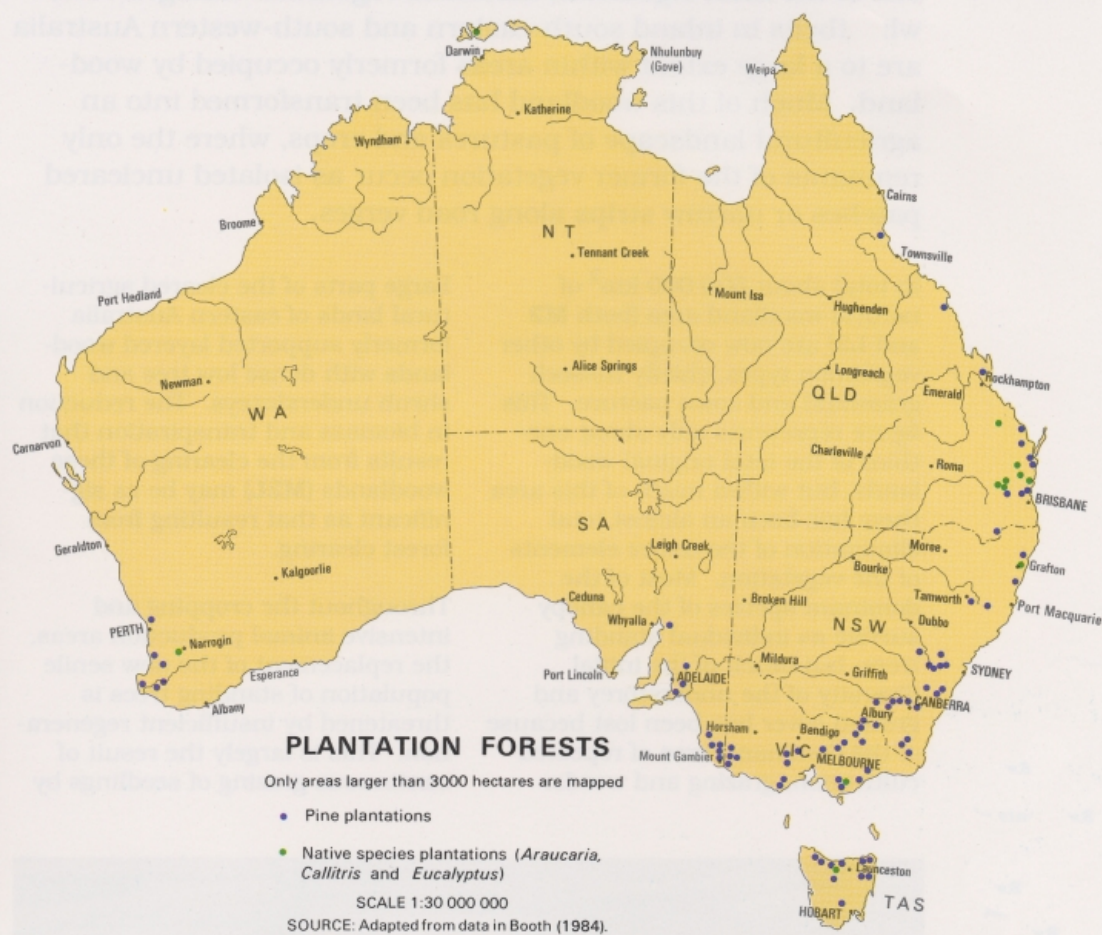 Darwin
Nhulunbuy
(Gove)
Weipa
Katherine
Wyndham
Cairns
Broome
N T
Tennant Creek
Townsville
Port Hedland
Mount Isa
Hughenden
Alice Springs
Longreach
Newman
Rockhampton
Emerald
QLD
W A
Carnarvon
Charleville
Roma
BRISBANE
S A
Geraldton
Leigh Creek
Moree
Bourke
Grafton
Kalgoorlie
Ceduna
Broken Hill
Tamworth
Port Macquarie
PERTH
Whyalla
N S W
Dubbo
Narrogin
Mildura
Griffith
SYDNEY
Port Lincoln
ADELAIDE
Esperance
Albany
CANBERRA
Albury
Horsham
Bendigo
VIC
Mount Gambier
MELBOURNE
PLANTATION FORESTS
Only areas larger than 3000 hectares are mapped
Pine plantations
Native species plantations (Araucaria,
Callitris and Eucalyptus)
SCALE 1:30 000 000
SOURCE: Adapted from data in Booth (1984).
Launceston
HOBART
TAS